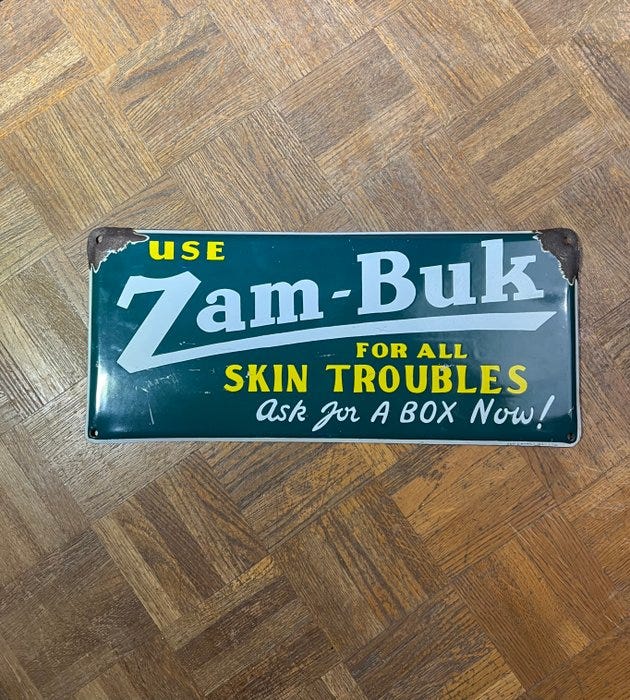 USE
Zam-Buk
FOR ALL
SKIN TROUBLES
Ask for A BOX Now!